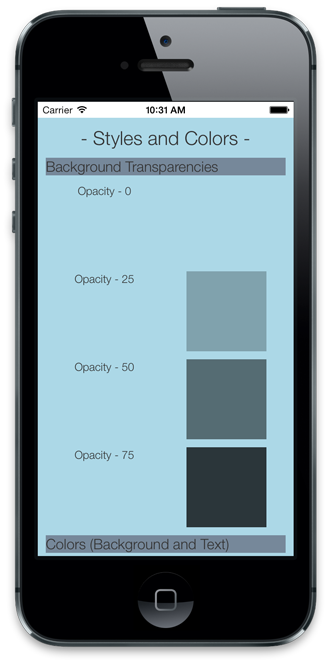 Carrier 10:31 AM
- Styles and Colors -
Background Transparencies
Opacity - 0
Opacity - 25
Opacity - 50
Opacity - 75
Colors (Background and Text)